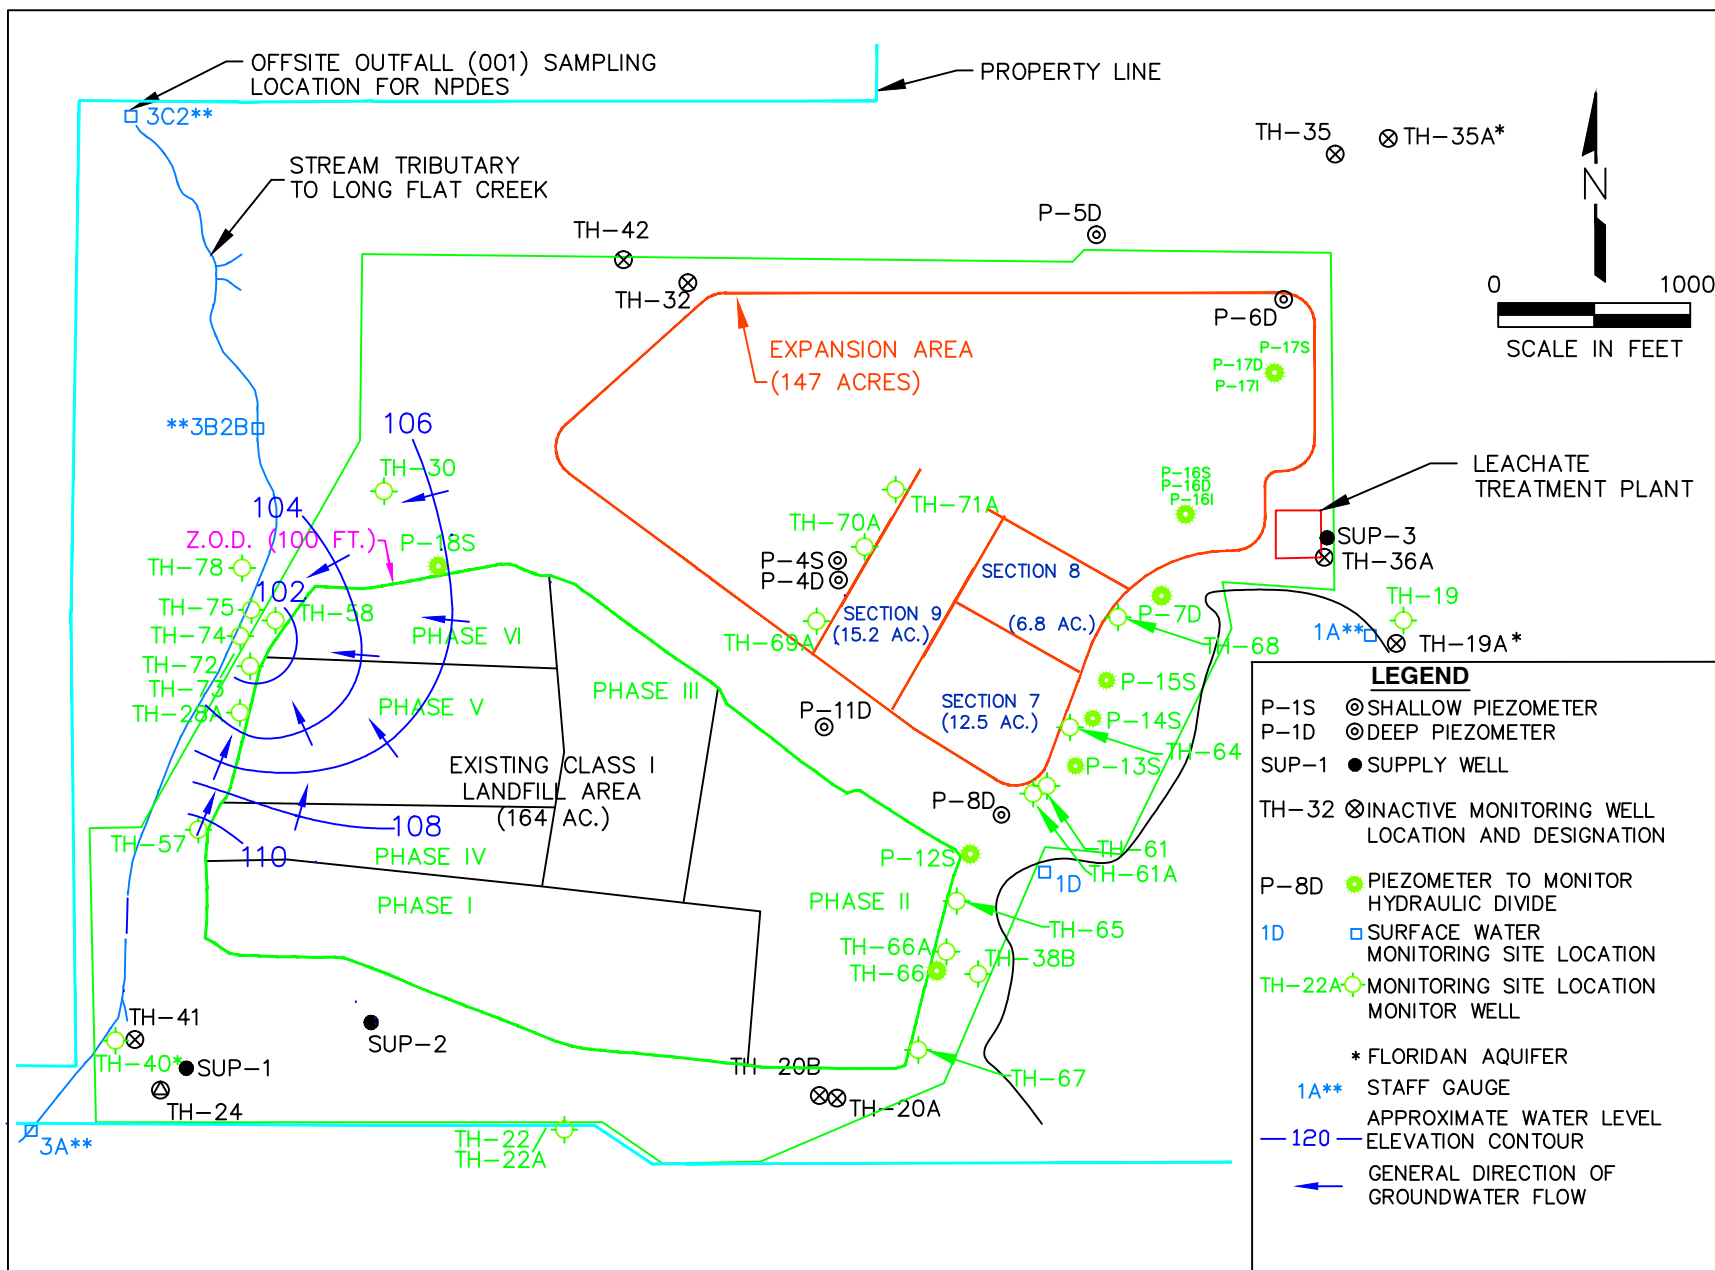 OFFSITE OUTFALL (001) SAMPLING
LOCATION FOR NPDES
PROPERTY LINE
3C2**
STREAM TRIBUTARY
TO LONG FLAT CREEK
TH-35
TH-35A*
N
P-5D
TH-42
TH-32
P-6D
0 1000
SCALE IN FEET
EXPANSION AREA
(147 ACRES)
P-17S
P-17D
P-17I
**3B2B
106
TH-30
104
Z.O.D. (100 FT.)
P-18S
TH-78
102
TH-75
TH-58
TH-74
TH-72
TH-73
TH-28A
PHASE VI
PHASE V
PHASE III
TH-71A
TH-70A
P-4S
P-4D
TH-69A
SECTION 9
(15.2 AC.)
SECTION 8
(6.8 AC.)
SECTION 7
(12.5 AC.)
P-16S
P-16D
P-16I
LEACHATE
TREATMENT PLANT
SUP-3
TH-36A
P-7D
TH-68
TH-19
1A**
TH-19A*
P-15S
P-14S
TH-64
P-13S
P-11D
P-8D
EXISTING CLASS I
LANDFILL AREA
(164 AC.)
108
110
TH-57
PHASE IV
PHASE I
PHASE II
P-12S
TH-61
TH-61A
1D
TH-65
TH-66A
TH-66
TH-38B
TH-41
TH-40*
SUP-1
TH-24
SUP-2
TH-20B
TH-20A
TH-67
3A**
TH-22
TH-22A
LEGEND
P-1S SHALLOW PIEZOMETER
P-1D DEEP PIEZOMETER
SUP-1 SUPPLY WELL
TH-32 INACTIVE MONITORING WELL
LOCATION AND DESIGNATION
P-8D PIEZOMETER TO MONITOR
HYDRAULIC DIVIDE
1D SURFACE WATER
MONITORING SITE LOCATION
TH-22A MONITORING SITE LOCATION
MONITOR WELL
* FLORIDAN AQUIFER
1A** STAFF GAUGE
APPROXIMATE WATER LEVEL
120 ELEVATION CONTOUR
GENERAL DIRECTION OF
GROUNDWATER FLOW